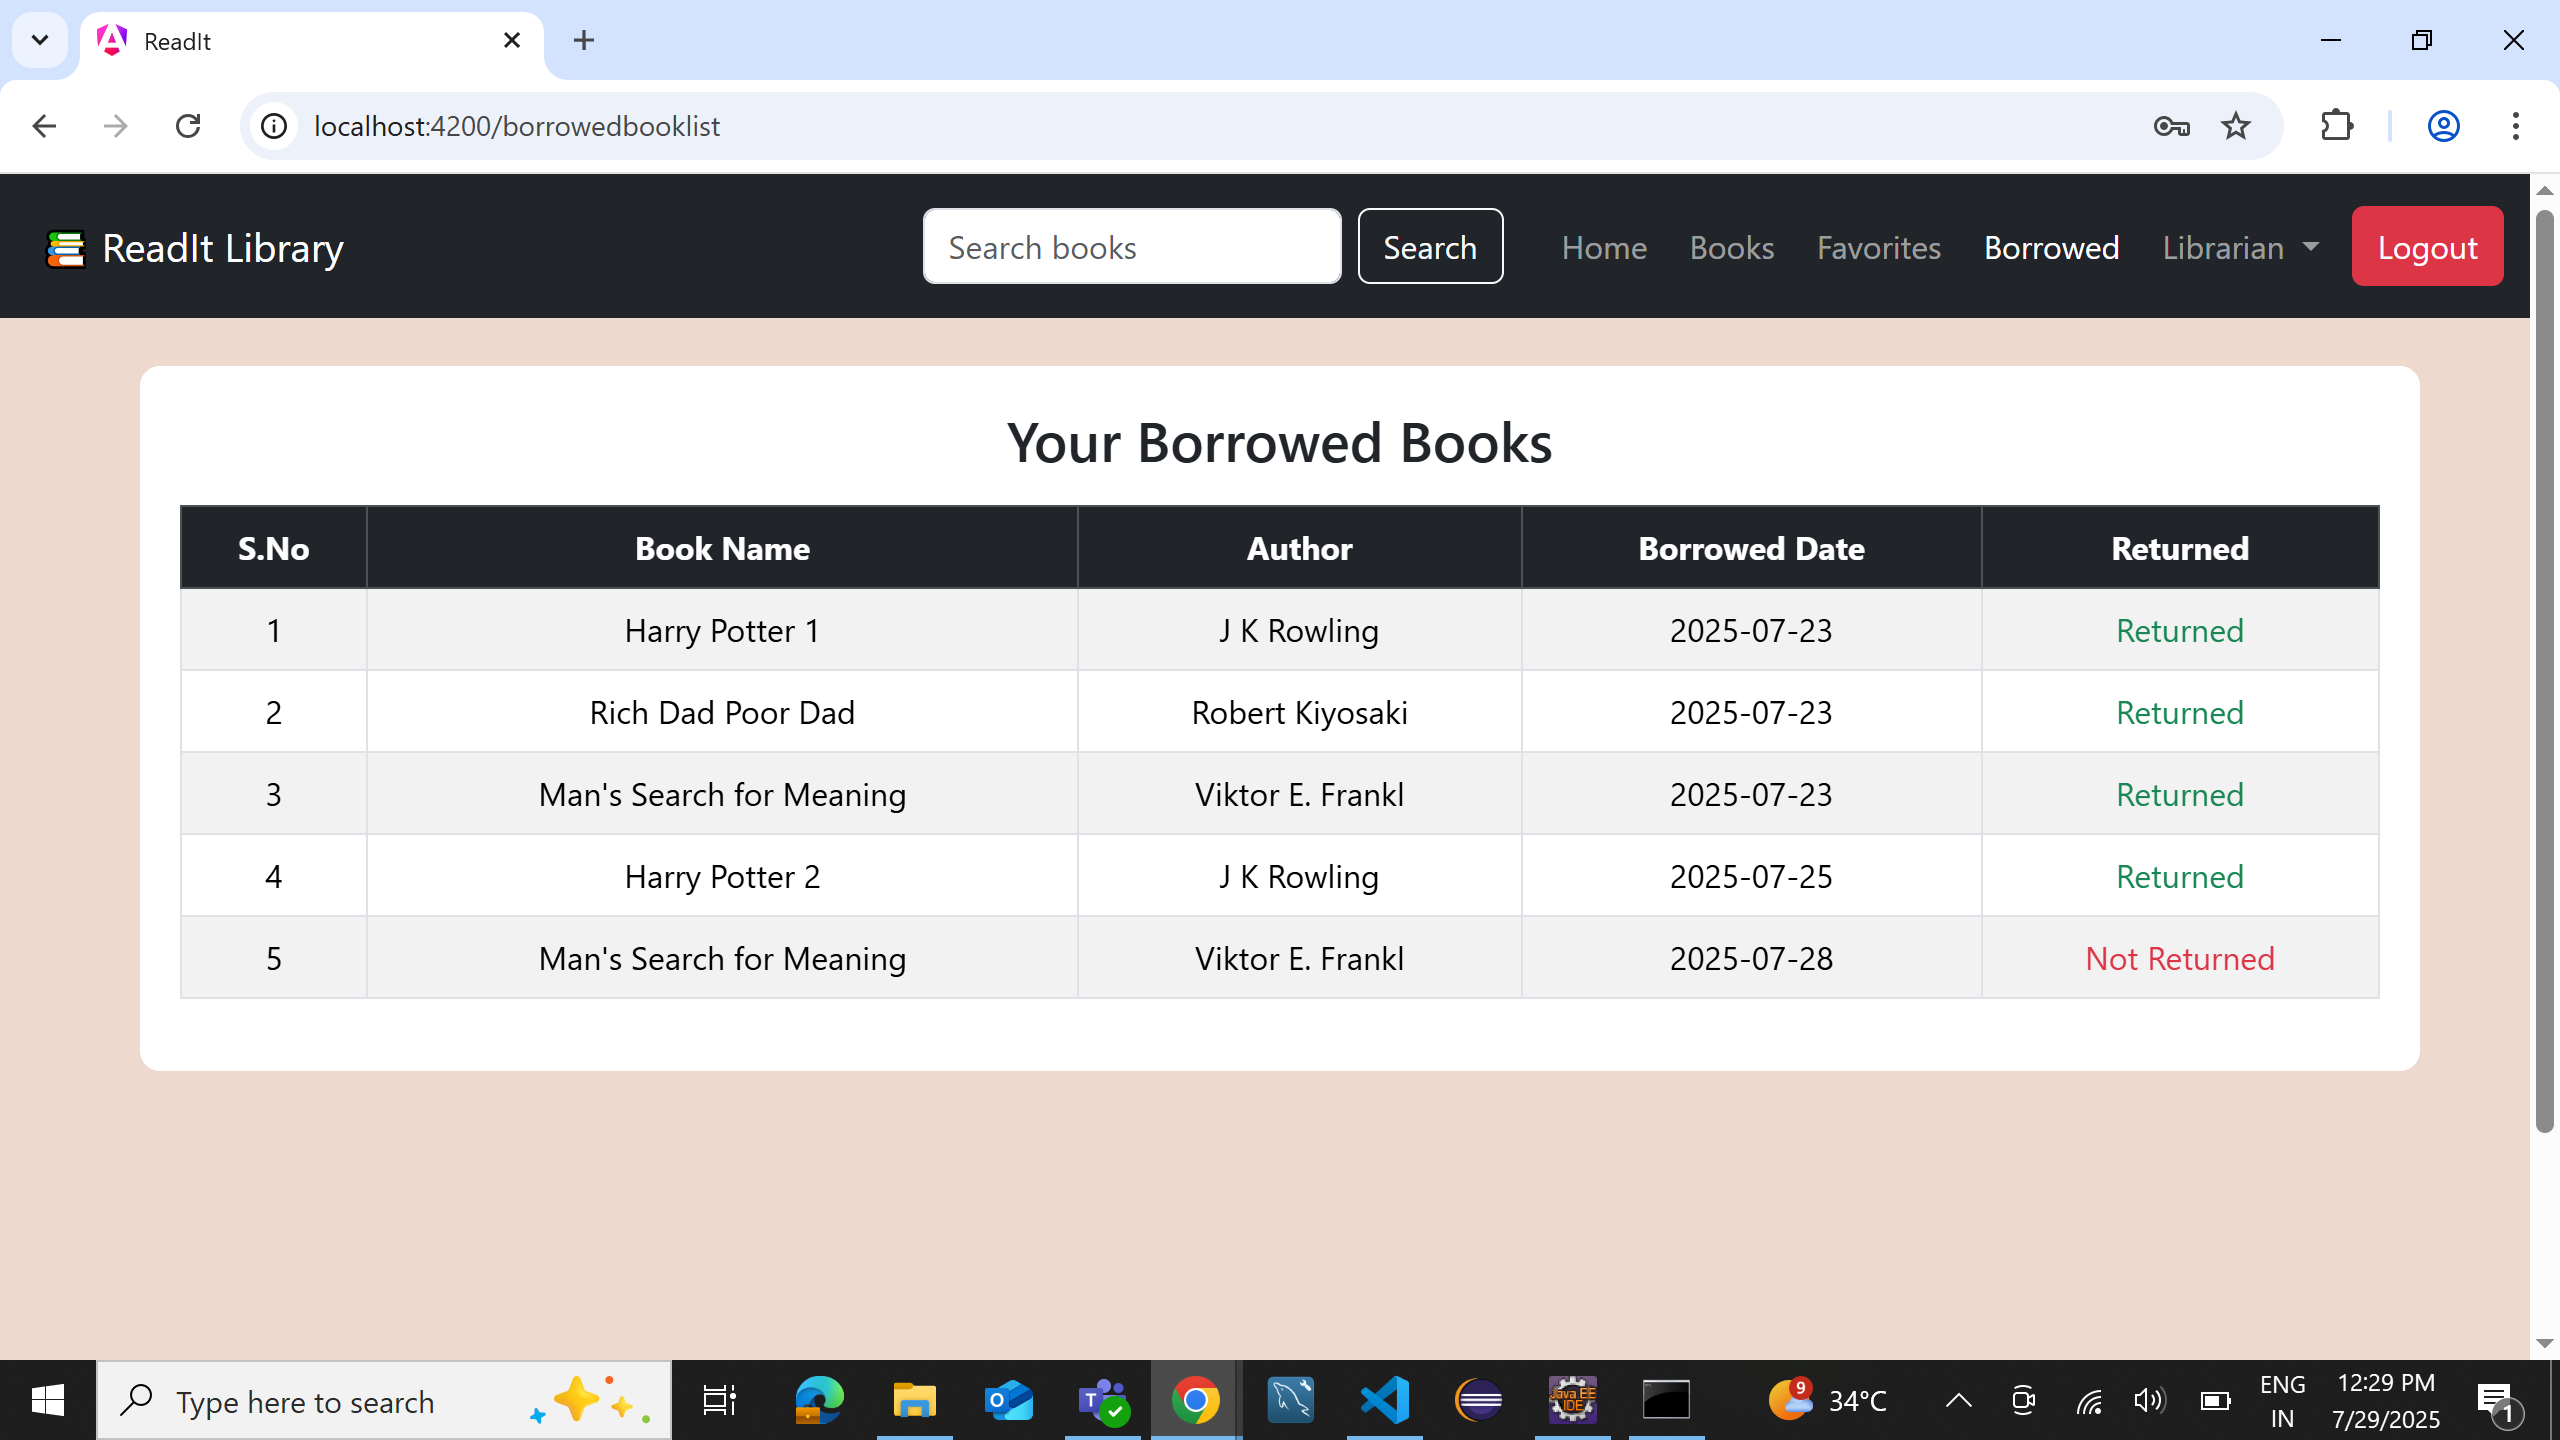 ReadIt
localhost:4200/borrowedbooklist
ReadIt Library
Search books
Search
Home
Books
Favorites
Borrowed
Librarian
Logout
Your Borrowed Books
S.No Book Name Author Borrowed Date Returned
1 Harry Potter 1 J K Rowling 2025-07-23 Returned
2 Rich Dad Poor Dad Robert Kiyosaki 2025-07-23 Returned
3 Man's Search for Meaning Viktor E. Frankl 2025-07-23 Returned
4 Harry Potter 2 J K Rowling 2025-07-25 Returned
5 Man's Search for Meaning Viktor E. Frankl 2025-07-28 Not Returned
Type here to search
O
T
Java EE
IDE
9
34°C
ENG
IN
12:29 PM
7/29/2025
1